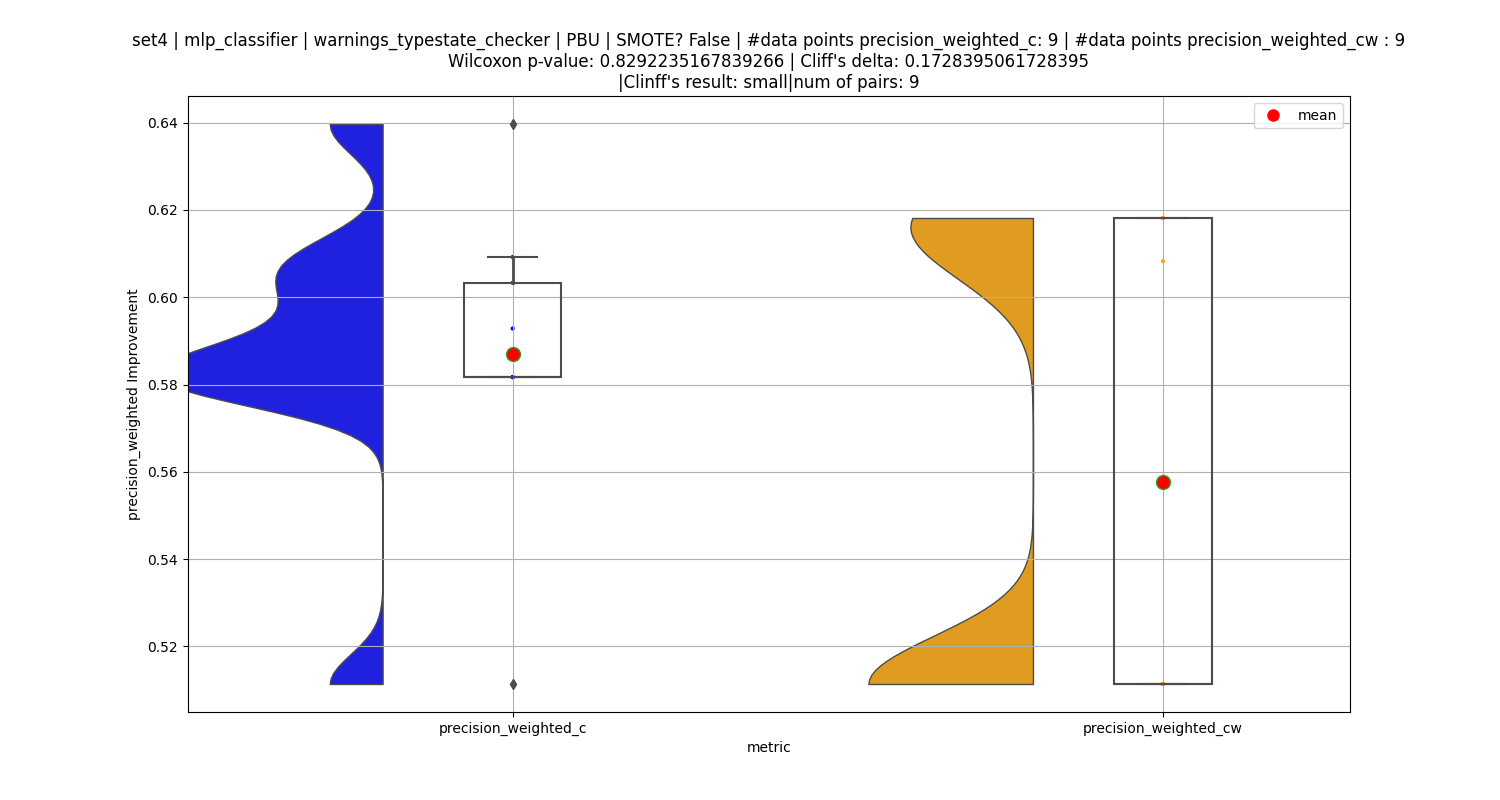 set4 | mlp_classifier | warnings_typestate_checker | PBU | SMOTE? False | #data points precision_weighted_c: 9 | #data points precision_weighted_cw : 9
Wilcoxon p-value: 0.8292235167839266 | Cliff's delta: 0.1728395061728395
|Clinff's result: small|num of pairs: 9
mean
0.64
0.62
0.60
0.58
0.56
0.54
0.52
precision_weighted Improvement
precision_weighted_c
precision_weighted_cw
metric